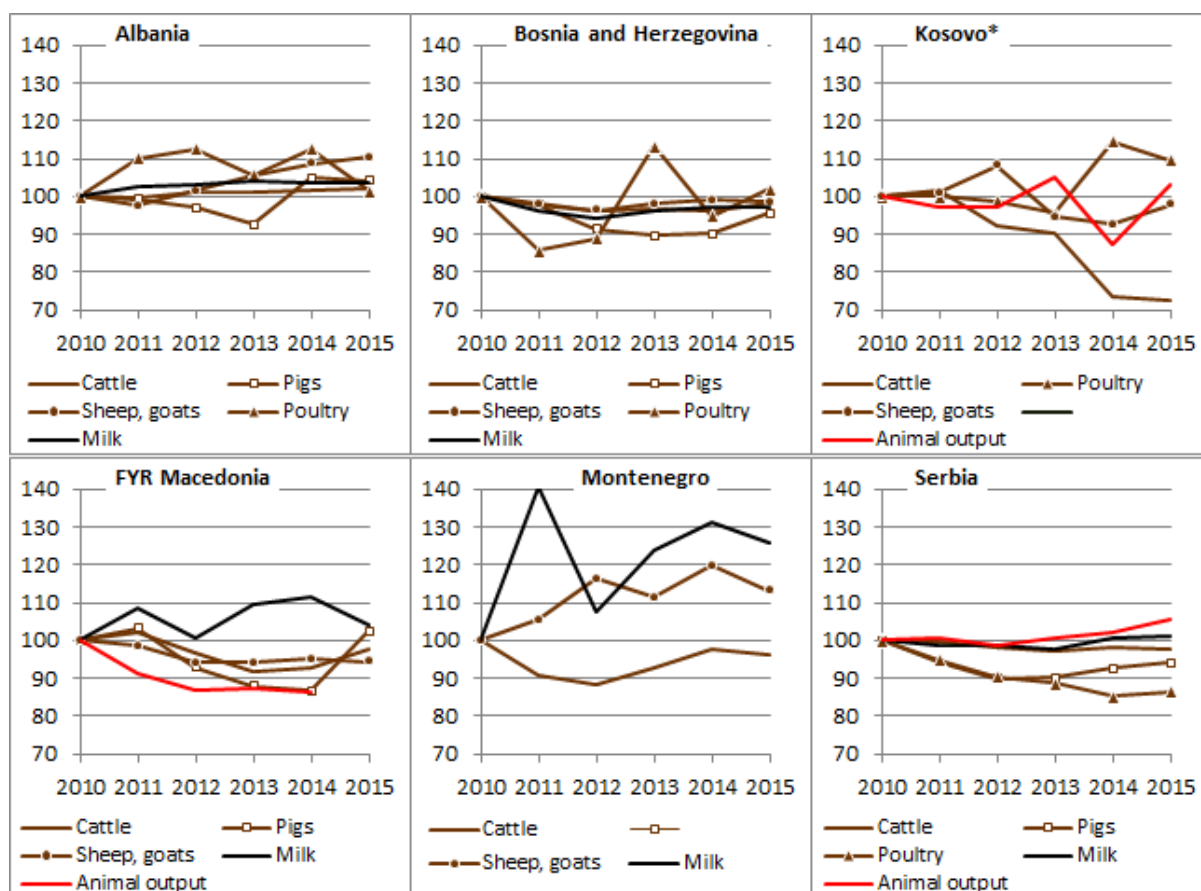 Albania
140
130
120
110
100
90
80
70
2010 2011 2012 2013 2014 2015
Cattle Pigs
Sheep, goats Poultry
Milk
Bosnia and Herzegovina
140
130
120
110
100
90
80
70
2010 2011 2012 2013 2014 2015
Cattle Pigs
Sheep, goats Poultry
Milk
Kosovo*
140
130
120
110
100
90
80
70
2010 2011 2012 2013 2014 2015
Cattle Poultry
Sheep, goats
Animal output
FYR Macedonia
140
130
120
110
100
90
80
70
2010 2011 2012 2013 2014 2015
Cattle Pigs
Sheep, goats Milk
Animal output
Montenegro
140
130
120
110
100
90
80
70
2010 2011 2012 2013 2014 2015
Cattle
Sheep, goats Milk
Serbia
140
130
120
110
100
90
80
70
2010 2011 2012 2013 2014 2015
Cattle Pigs
Poultry Milk
Animal output